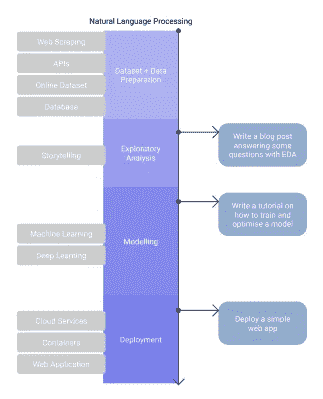 Natural Language Processing
Web Scraping
APIs
Online Dataset
Database
Dataset + Data
Preparation
Storytelling
Exploratory
Analysis
Write a blog post
answering some
questions with EDA
Machine Learning
Deep Learning
Modelling
Write a tutorial on
how to train and
optimise a model
Cloud Services
Containers
Web Application
Deployment
Deploy a simple
web app